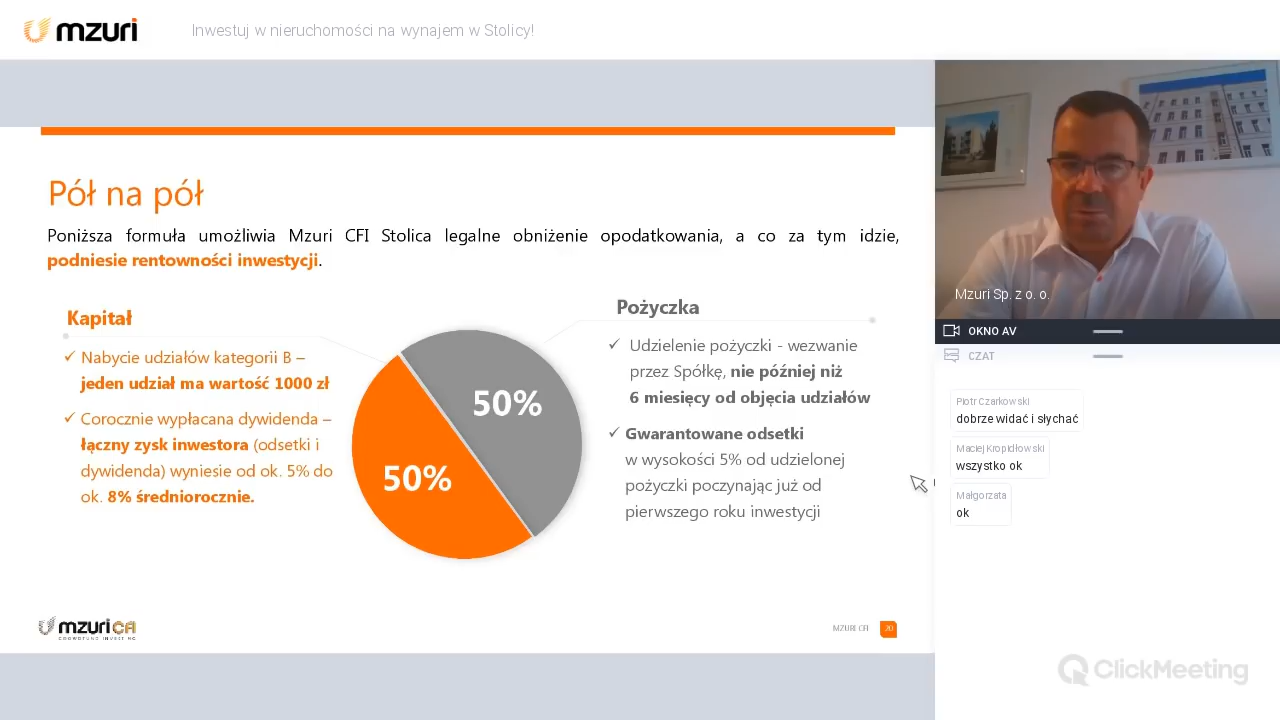 mzuri
Inwestuj w nieruchomości na wynajem w Stolicy!
Pół na pół
Poniższa formuła umożliwia Mzuri CFI Stolica legalne obniżenie opodatkowania, a co za tym idzie,
podniesie rentowności inwestycji.
Kapitał
Nabycie udziałów kategorii B –
jeden udział ma wartość 1000 zł
Corocznie wypłacana dywidenda –
łączny zysk inwestora (odsetki i
dywidenda) wyniesie od ok. 5% do
ok. 8% średniorocznie.
50%
50%
Pożyczka
Udzielenie pożyczki - wezwanie
przez Spółkę, nie później niż
6 miesięcy od objęcia udziałów
Gwarantowane odsetki
w wysokości 5% od udzielonej
pożyczki poczynając już od
pierwszego roku inwestycji
mzuri CFI
CROWDFUND INVESTING
MZURI CFI
20
Mzuri Sp. z o. o.
OKNO AV
CZAT
Piotr Czarkowski
dobrze widać i słychać
Maciej Kropidłowski
wszystko ok
Małgorzata
ok
ClickMeeting